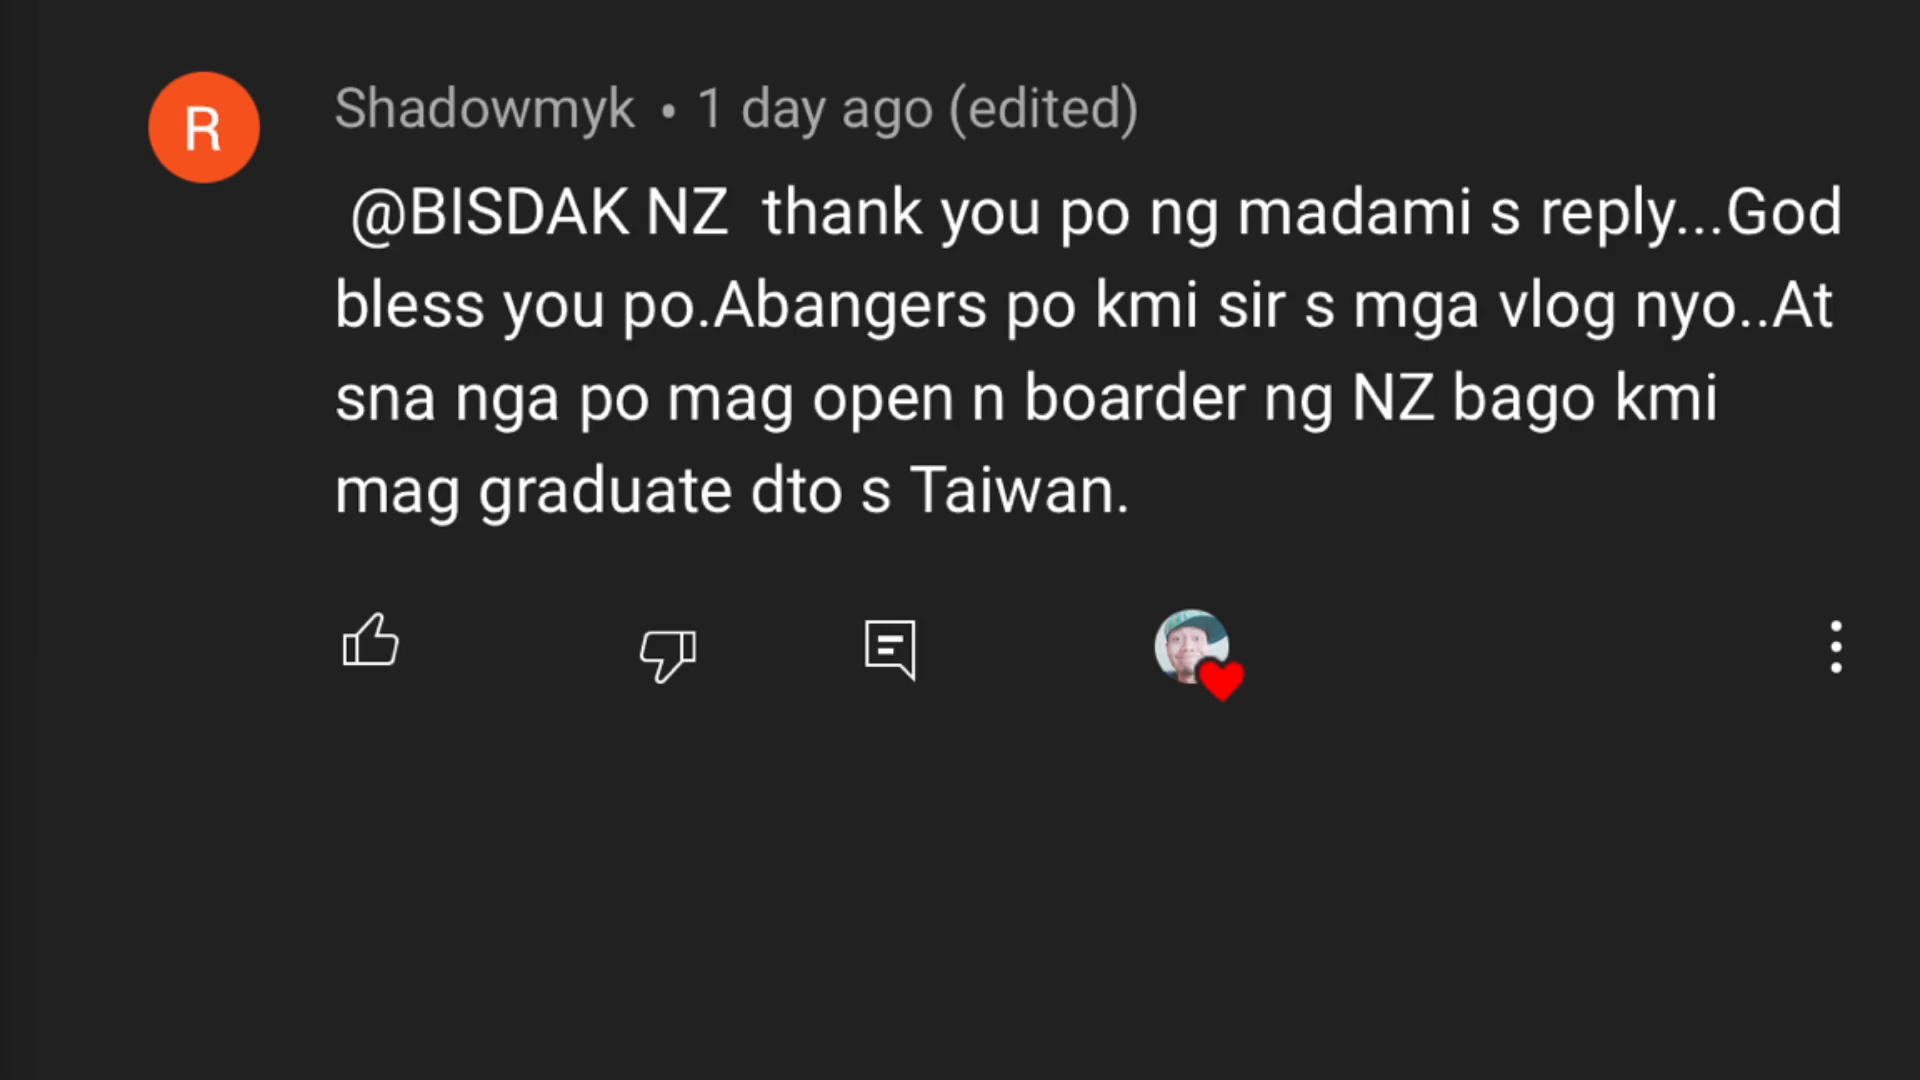 R
Shadowmyk • 1 day ago (edited)
@BISDAK NZ thank you po ng madami s reply...God
bless you po.Abangers po kmi sir s mga vlog nyo..At
sna nga po mag open n boarder ng NZ bago kmi
mag graduate dto s Taiwan.